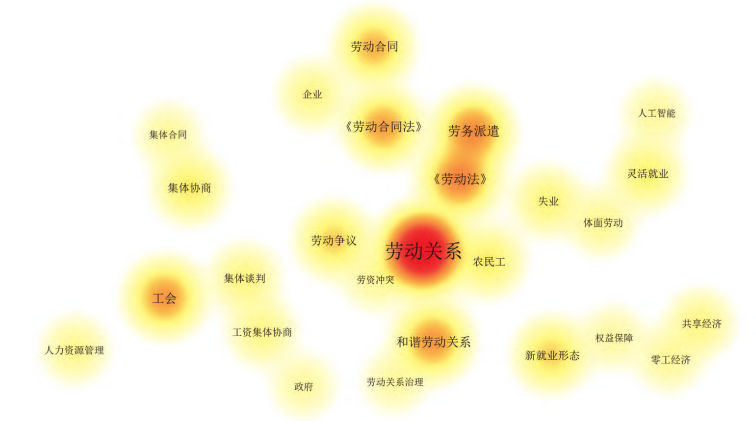 劳动合同
企业
人工智能
《劳动合同法》
劳务派遣
集体合同
灵活就业
《劳动法》
集体协商
失业
体面劳动
劳动争议
劳动关系
农民工
集体谈判
劳资冲突
工会
工资集体协商
和谐劳动关系
权益保障
共享经济
人力资源管理
新就业形态
零工经济
政府
劳动关系治理